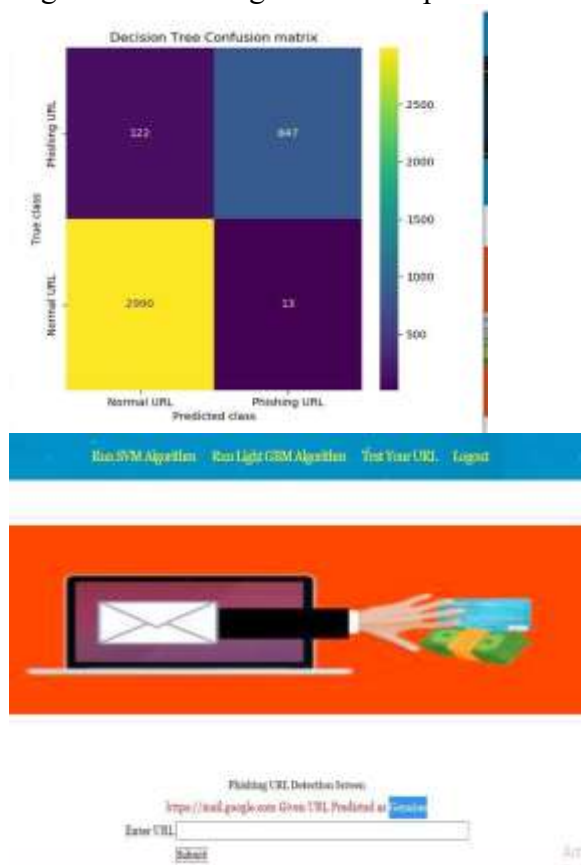 Decision Tree Confusion matrix
Phishing URL
Normal URL
True class
322
847
2990
13
2500
2000
1500
1000
500
Normal URL
Phishing URL
Predicted class
Run SVM Algorithm Run Light GBM Algorithm Test Your URL Logout
Phishing URL Detection Screen
https://mail.google.com Given URL Predicted as Genuine
Enter URL
Submit